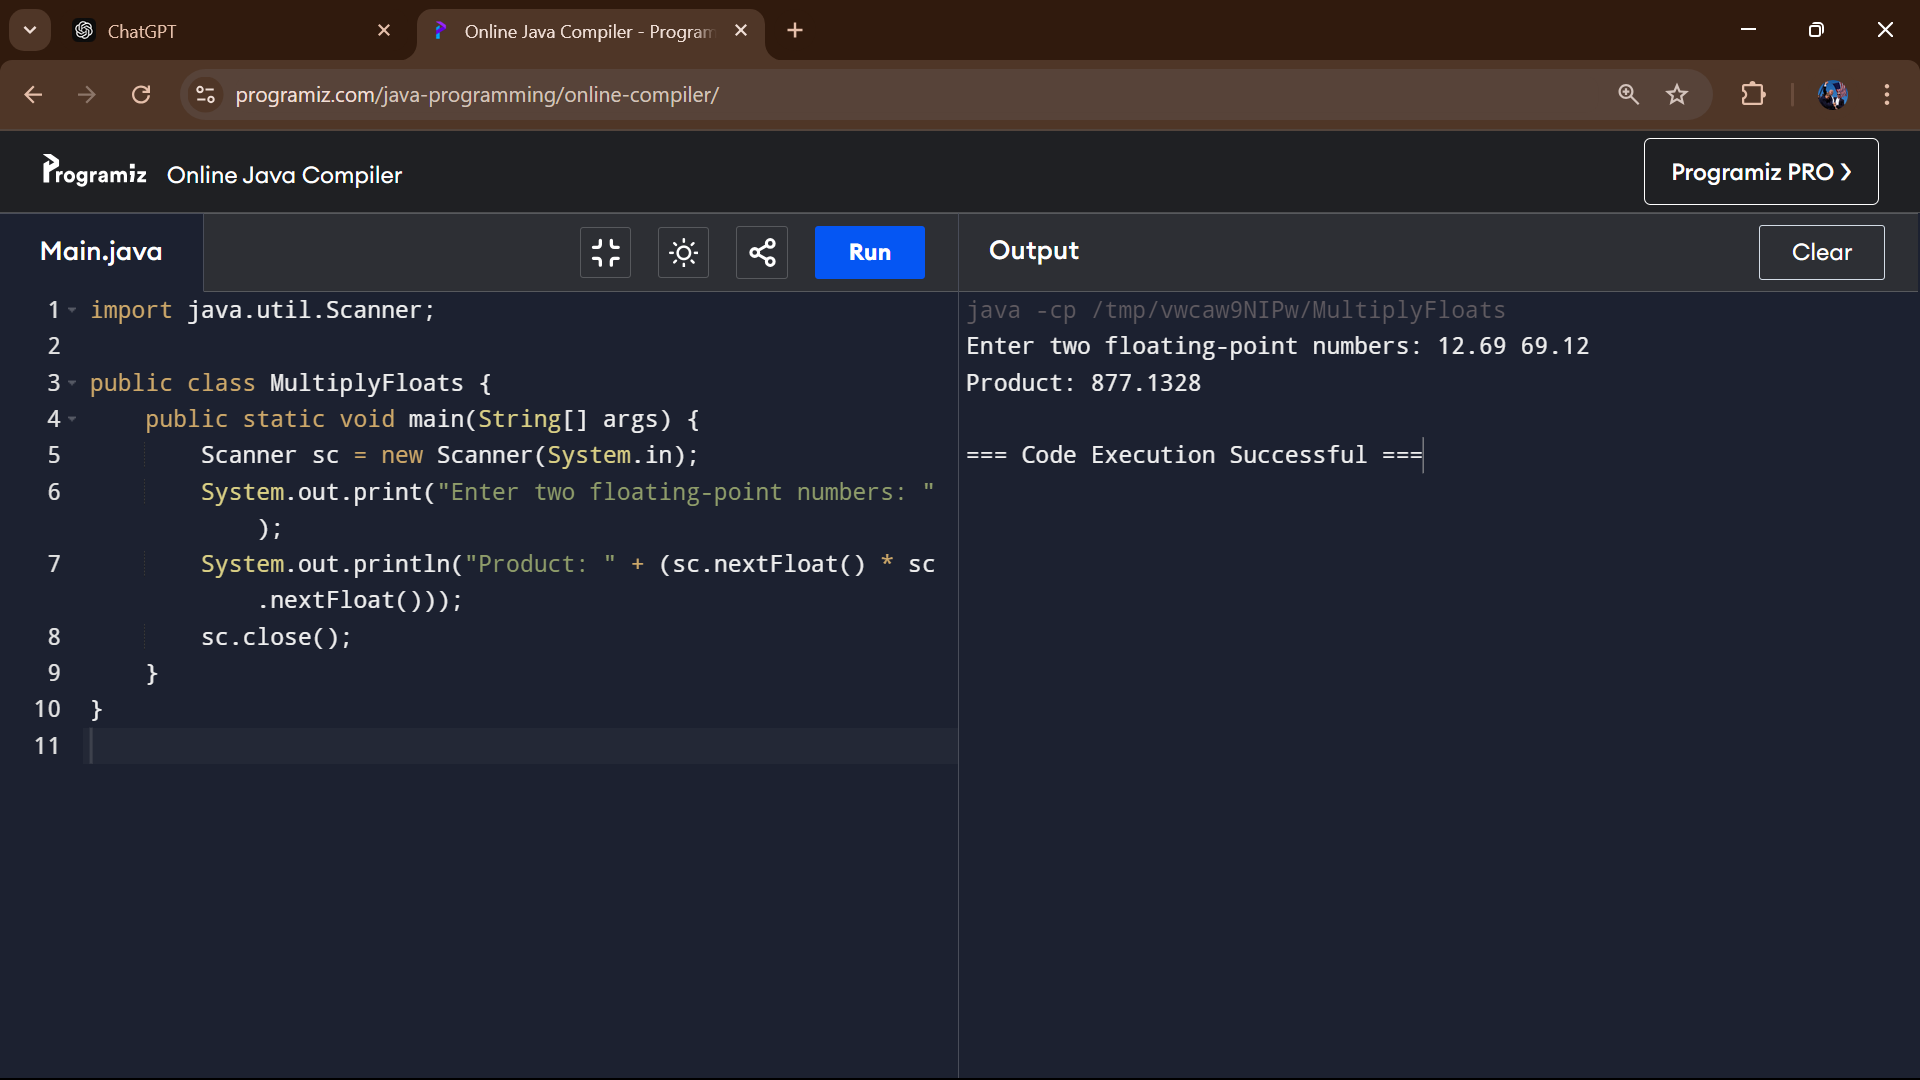 ChatGPT
Online Java Compiler - Program
programiz.com/java-programming/online-compiler/
Programiz Online Java Compiler
Programiz PRO ❯
Main.java
Run
Output
Clear
1 import java.util.Scanner;
2
3 public class MultiplyFloats {
4     public static void main(String[] args) {
5         Scanner sc = new Scanner(System.in);
6         System.out.print("Enter two floating-point numbers: "
            );
7         System.out.println("Product: " + (sc.nextFloat() * sc
            .nextFloat()));
8         sc.close();
9     }
10 }
11
java -cp /tmp/vwcaw9NIPw/MultiplyFloats
Enter two floating-point numbers: 12.69 69.12
Product: 877.1328
=== Code Execution Successful ===